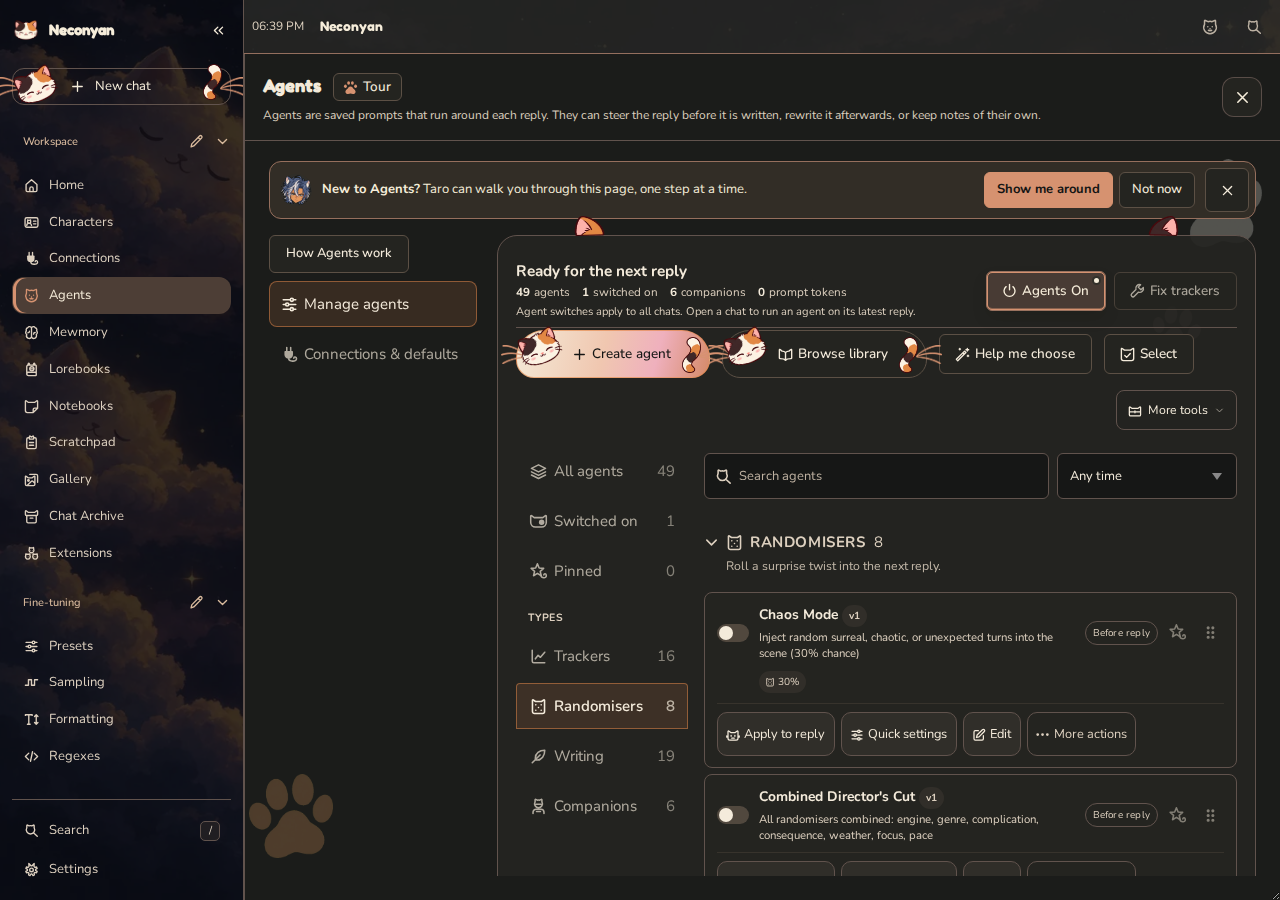 Neconyan
New chat
Workspace
Home
Characters
Connections
Agents
Mewmory
Lorebooks
Notebooks
Scratchpad
Gallery
Chat Archive
Extensions
Fine-tuning
Presets
Sampling
Formatting
Regexes
Search /
Settings
06:39 PM Neconyan
Agents Tour
Agents are saved prompts that run around each reply. They can steer the reply before it is written, rewrite it afterwards, or keep notes of their own.
New to Agents? Taro can walk you through this page, one step at a time. Show me around Not now
How Agents work
Manage agents
Connections & defaults
Ready for the next reply
49 agents 1 switched on 6 companions 0 prompt tokens
Agent switches apply to all chats. Open a chat to run an agent on its latest reply.
Agents On Fix trackers
Create agent Browse library Help me choose Select
More tools
All agents 49
Switched on 1
Pinned 0
TYPES
Trackers 16
Randomisers 8
Writing 19
Companions 6
Search agents Any time
RANDOMISERS 8
Roll a surprise twist into the next reply.
Chaos Mode v1
Inject random surreal, chaotic, or unexpected turns into the
scene (30% chance)
30%
Before reply
Apply to reply Quick settings Edit More actions
Combined Director's Cut v1
All randomisers combined: engine, genre, complication,
consequence, weather, focus, pace
Before reply